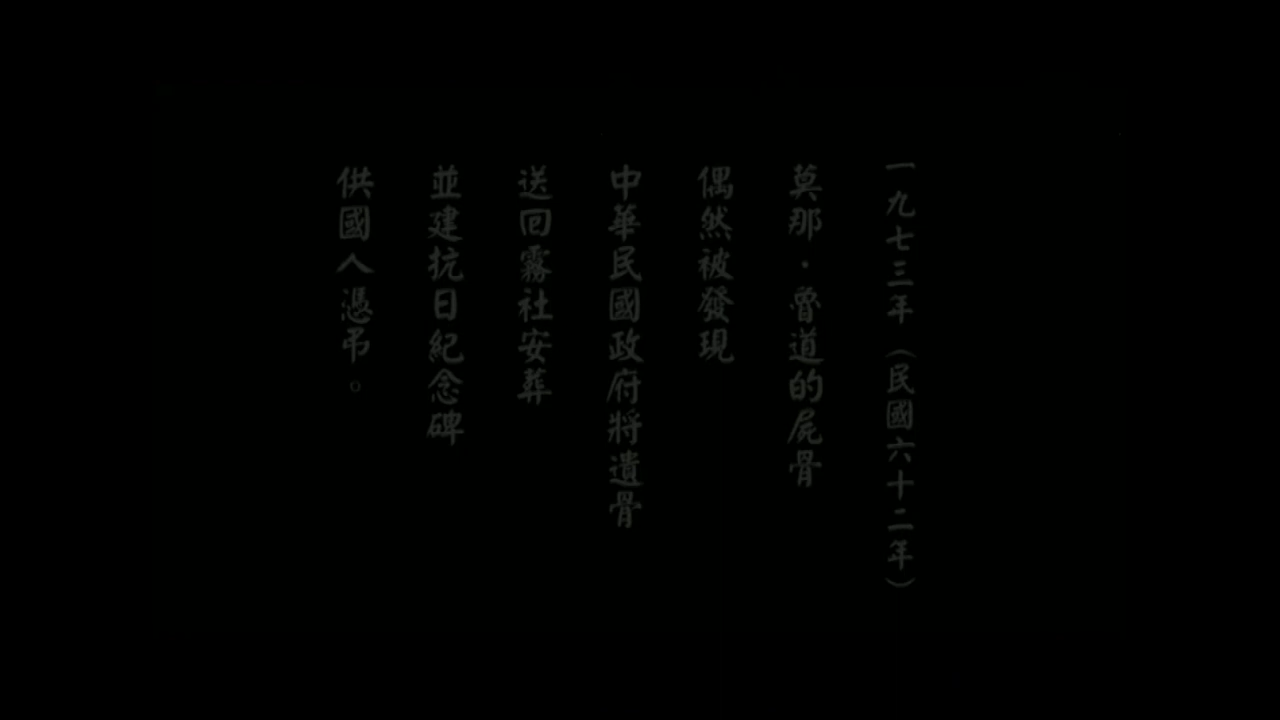 一九七三年（民國六十二年）
莫那·魯道的屍骨
偶然被發現
中華民國政府將遺骨
送回霧社安葬
並建抗日紀念碑
供國人憑弔。